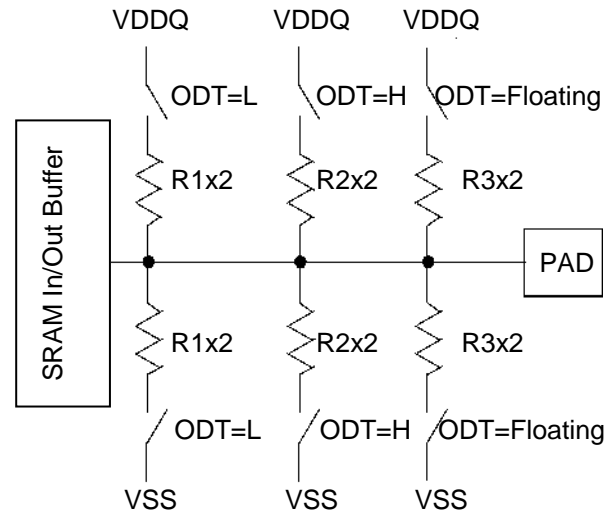 VDDQ VDDQ VDDQ
ODT=L ODT=H ODT=Floating
SRAM In/Out Buffer
R1x2 R2x2 R3x2
PAD
R1x2 R2x2 R3x2
ODT=L ODT=H ODT=Floating
VSS VSS VSS